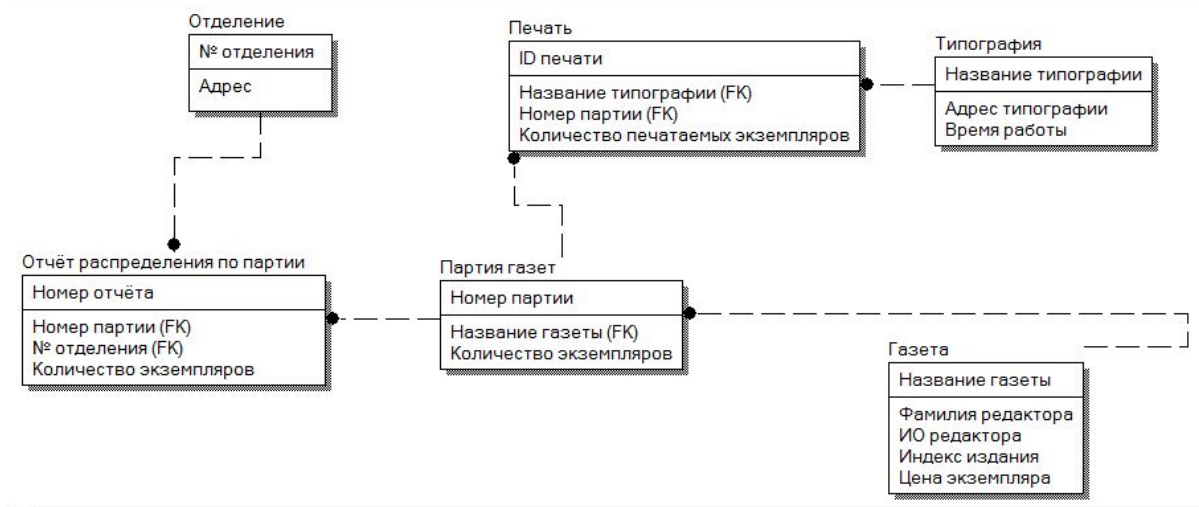 Отделение
№ отделения
Адрес
Печать
ID печати
Название типографии (FK)
Номер партии (FK)
Количество печатаемых экземпляров
Типография
Название типографии
Адрес типографии
Время работы
Отчёт распределения по партии
Номер отчёта
Номер партии (FK)
№ отделения (FK)
Количество экземпляров
Партия газет
Номер партии
Название газеты (FK)
Количество экземпляров
Газета
Название газеты
Фамилия редактора
ИО редактора
Индекс издания
Цена экземпляра